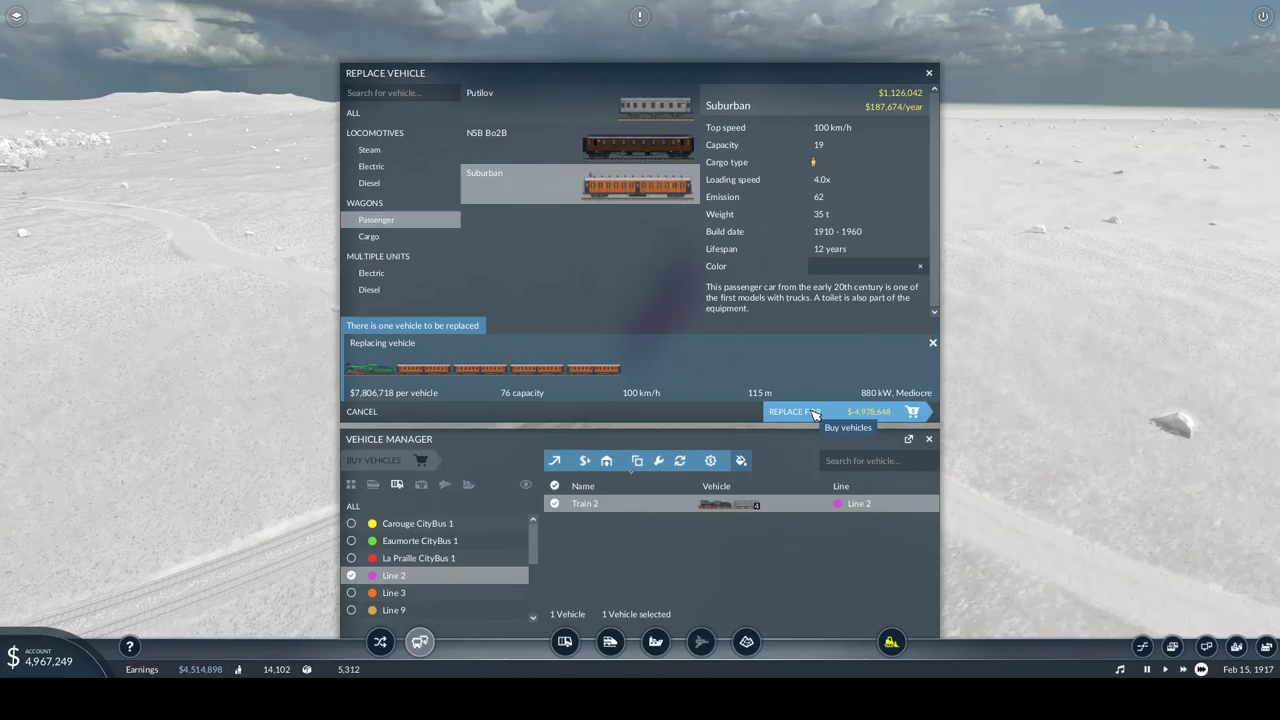 REPLACE VEHICLE
Search for vehicle...
ALL
LOCOMOTIVES
Steam
Electric
Diesel
WAGONS
Passenger
Cargo
MULTIPLE UNITS
Electric
Diesel
Putilov
NSB Bo2B
Suburban
$1,126,042
Suburban
$187,674/year
Top speed 100 km/h
Capacity 19
Cargo type
Loading speed 4.0x
Emission 62
Weight 35 t
Build date 1910 - 1960
Lifespan 12 years
Color
This passenger car from the early 20th century is one of
the first models with trucks. A toilet is also part of the
equipment.
There is one vehicle to be replaced
Replacing vehicle
$7,806,718 per vehicle 76 capacity 100 km/h 115 m 880 kW, Mediocre
CANCEL
REPLACE FOR $-4,978,648
Buy vehicles
VEHICLE MANAGER
BUY VEHICLES
Search for vehicle...
ALL
Carouge CityBus 1
Eaumorte CityBus 1
La Praille CityBus 1
Line 2
Line 3
Line 9
Name Vehicle Line
Train 2 4 Line 2
1 Vehicle 1 Vehicle selected
$ ACCOUNT
4,967,249
?
Earnings $4,514,898 14,102 5,312
Feb 15, 1917